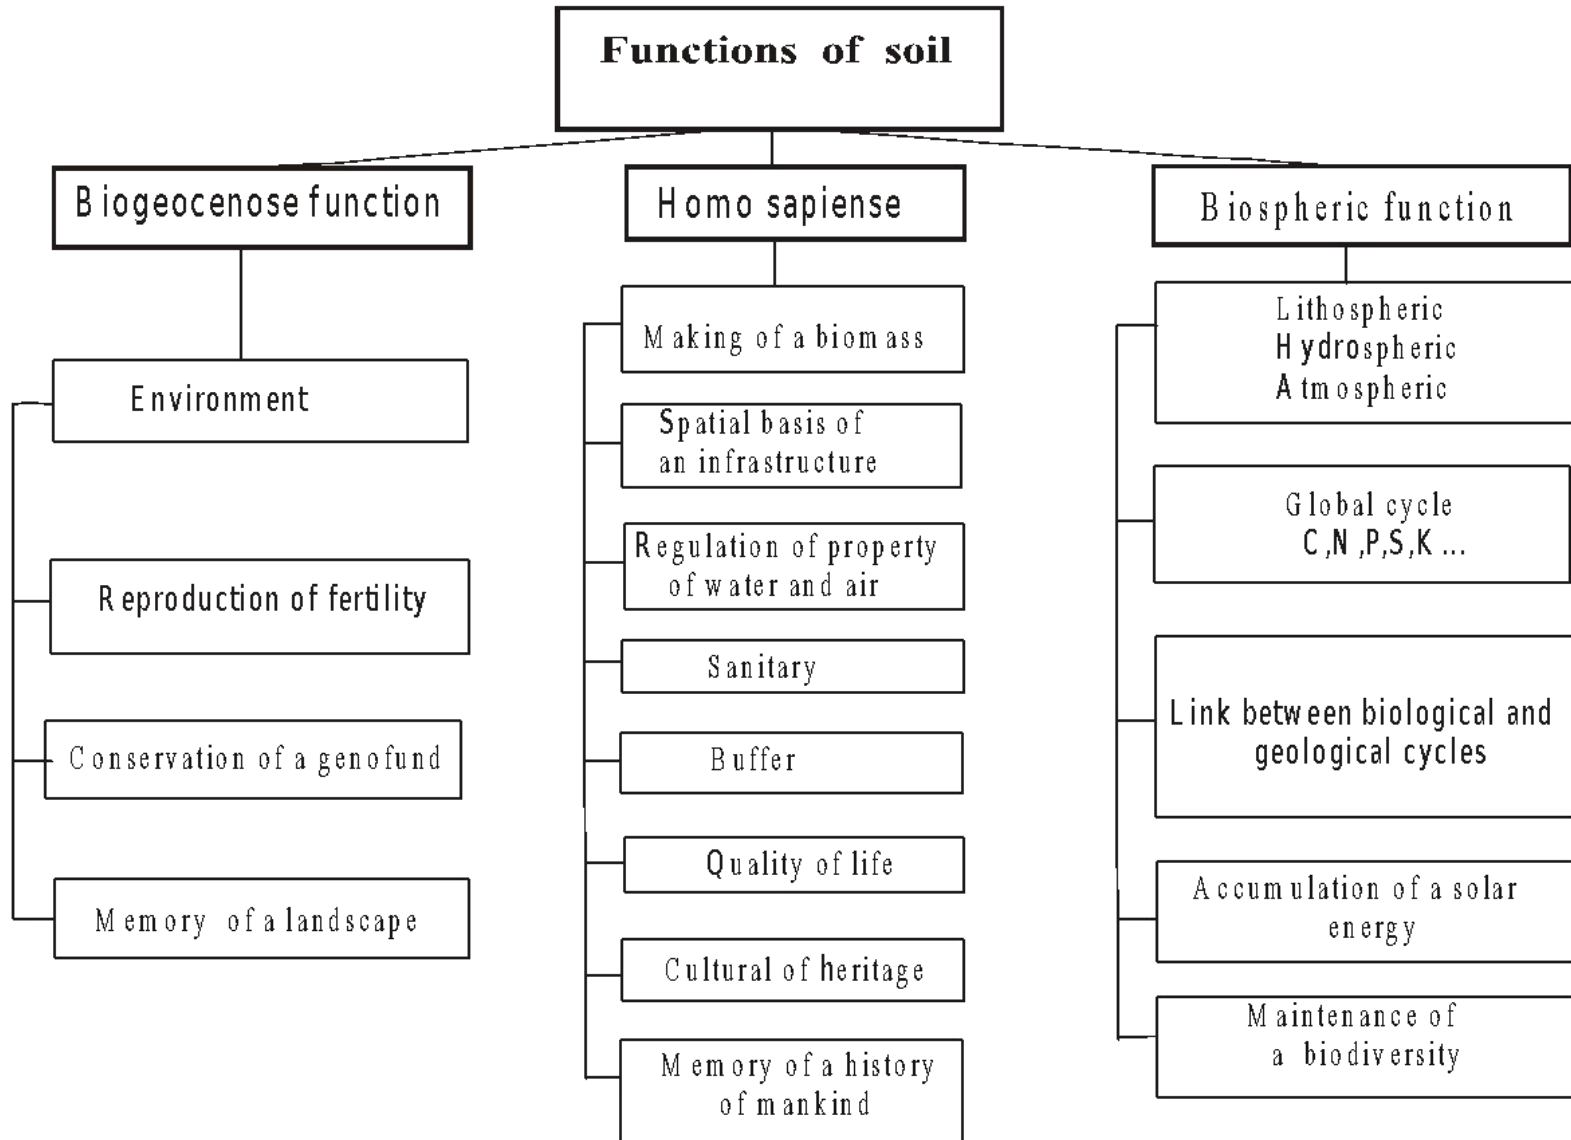 Functions of soil
Biogeocenose function
Environment
Reproduction of fertility
Conservation of a genofund
Memory of a landscape
Homo sapiense
Making of a biomass
Spatial basis of
an infrastructure
Regulation of property
of water and air
Sanitary
Buffer
Quality of life
Cultural of heritage
Memory of a history
of mankind
Biospheric function
Lithospheric
Hydrospheric
Atmospheric
Global cycle
C,N,P,S,K...
Link between biological and
geological cycles
Accumulation of a solar
energy
Maintenance of
a biodiversity